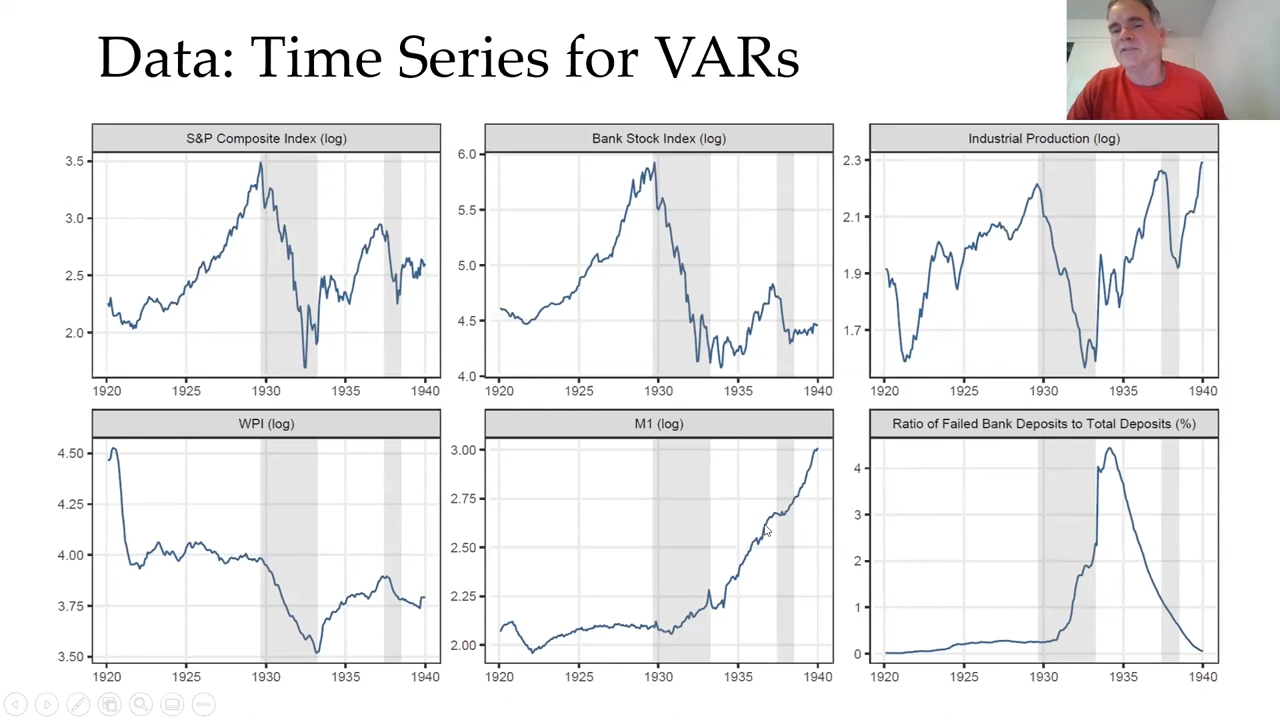 Data: Time Series for VARs
S&P Composite Index (log)
3.5
3.0
2.5
2.0
1920 1925 1930 1935 1940
Bank Stock Index (log)
6.0
5.5
5.0
4.5
4.0
1920 1925 1930 1935 1940
Industrial Production (log)
2.3
2.1
1.9
1.7
1920 1925 1930 1935 1940
WPI (log)
4.50
4.25
4.00
3.75
3.50
1920 1925 1930 1935 1940
M1 (log)
3.00
2.75
2.50
2.25
2.00
1920 1925 1930 1935 1940
Ratio of Failed Bank Deposits to Total Deposits (%)
4
3
2
1
0
1920 1925 1930 1935 1940